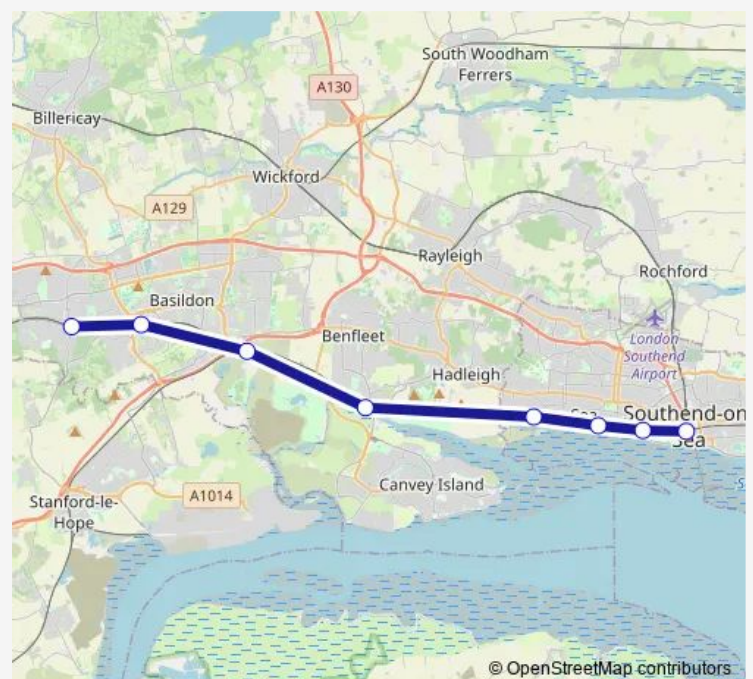 South Woodham
Ferrers
A130
Billericay
Wickford
A129
Rayleigh
Rochford
Basildon
London
Southend
Airport
Benfleet
Hadleigh
Southend-on
Sea
Sea
Canvey Island
A1014
Stanford-le-
Hope
© OpenStreetMap contributors